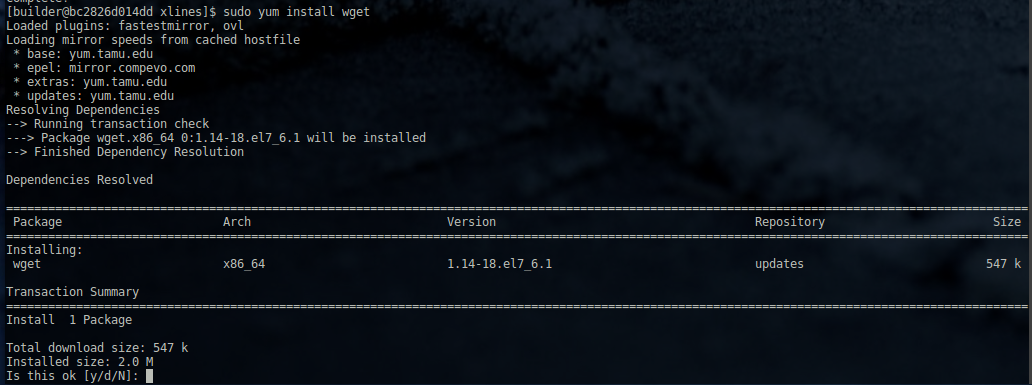 Complete!
[builder@bc2826d014dd xlines]$ sudo yum install wget
Loaded plugins: fastestmirror, ovl
Loading mirror speeds from cached hostfile
 * base: yum.tamu.edu
 * epel: mirror.compevo.com
 * extras: yum.tamu.edu
 * updates: yum.tamu.edu
Resolving Dependencies
--> Running transaction check
---> Package wget.x86_64 0:1.14-18.el7_6.1 will be installed
--> Finished Dependency Resolution

Dependencies Resolved

================================================================================
 Package Arch Version Repository Size
================================================================================
Installing:
 wget x86_64 1.14-18.el7_6.1 updates 547 k

Transaction Summary
================================================================================
Install  1 Package

Total download size: 547 k
Installed size: 2.0 M
Is this ok [y/d/N]: